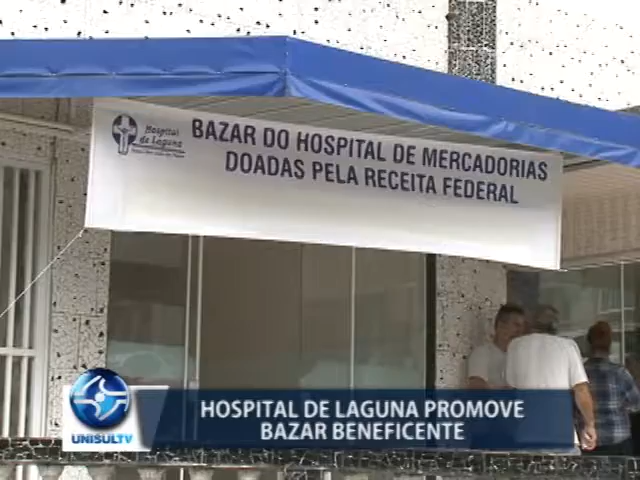 Hospital
de Laguna
BAZAR DO HOSPITAL DE MERCADORIAS
DOADAS PELA RECEITA FEDERAL
HOSPITAL DE LAGUNA PROMOVE
BAZAR BENEFICENTE
UNISULTV